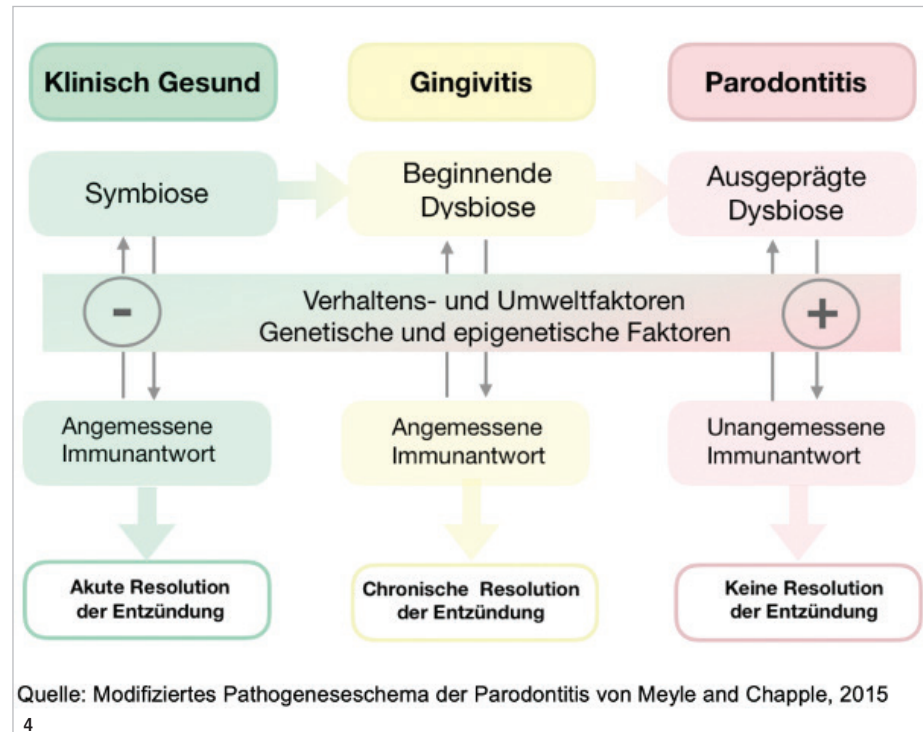 Klinisch Gesund
Gingivitis
Parodontitis
Symbiose
Beginnende
Dysbiose
Ausgeprägte
Dysbiose
-
Verhaltens- und Umweltfaktoren
Genetische und epigenetische Faktoren
+
Angemessene
Immunantwort
Angemessene
Immunantwort
Unangemessene
Immunantwort
Akute Resolution
der Entzündung
Chronische Resolution
der Entzündung
Keine Resolution
der Entzündung
Quelle: Modifiziertes Pathogeneseschema der Parodontitis von Meyle and Chapple, 2015
4